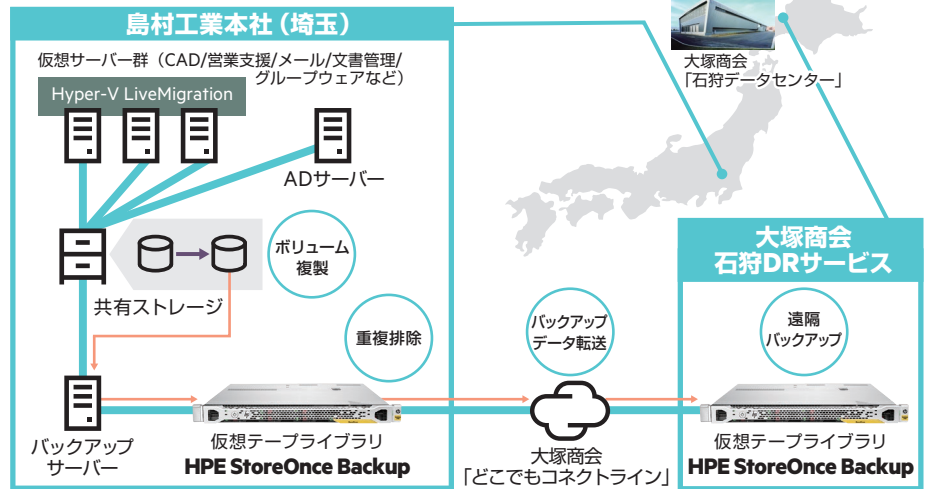 島村工業本社（埼玉）
仮想サーバー群（CAD/営業支援/メール/文書管理/
グループウェアなど）
Hyper-V LiveMigration
ADサーバー
ボリューム
複製
共有ストレージ
重複排除
バックアップ
サーバー
仮想テープライブラリ
HPE StoreOnce Backup
バックアップ
データ転送
大塚商会
「どこでもコネクトライン」
大塚商会
「石狩データセンター」
大塚商会
石狩DRサービス
遠隔
バックアップ
仮想テープライブラリ
HPE StoreOnce Backup